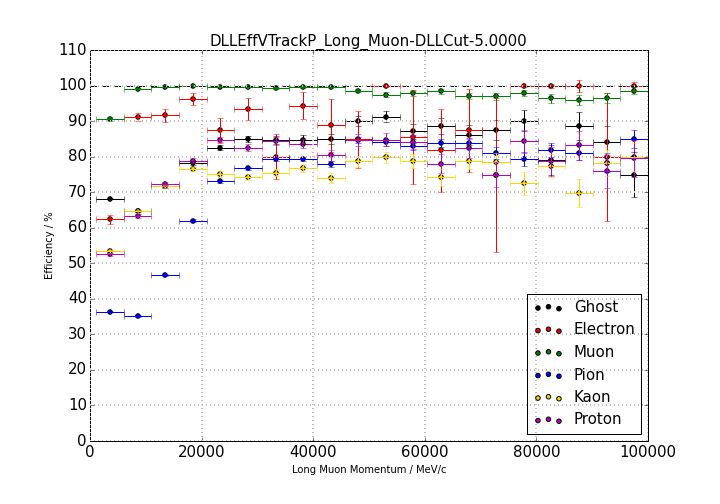 DLLEffVTrackP_Long_Muon-DLLCut-5.0000
110
100
90
80
70
60
50
40
30
20
10
0
Efficiency / %
Ghost
Electron
Muon
Pion
Kaon
Proton
0 20000 40000 60000 80000 100000
Long Muon Momentum / MeV/c